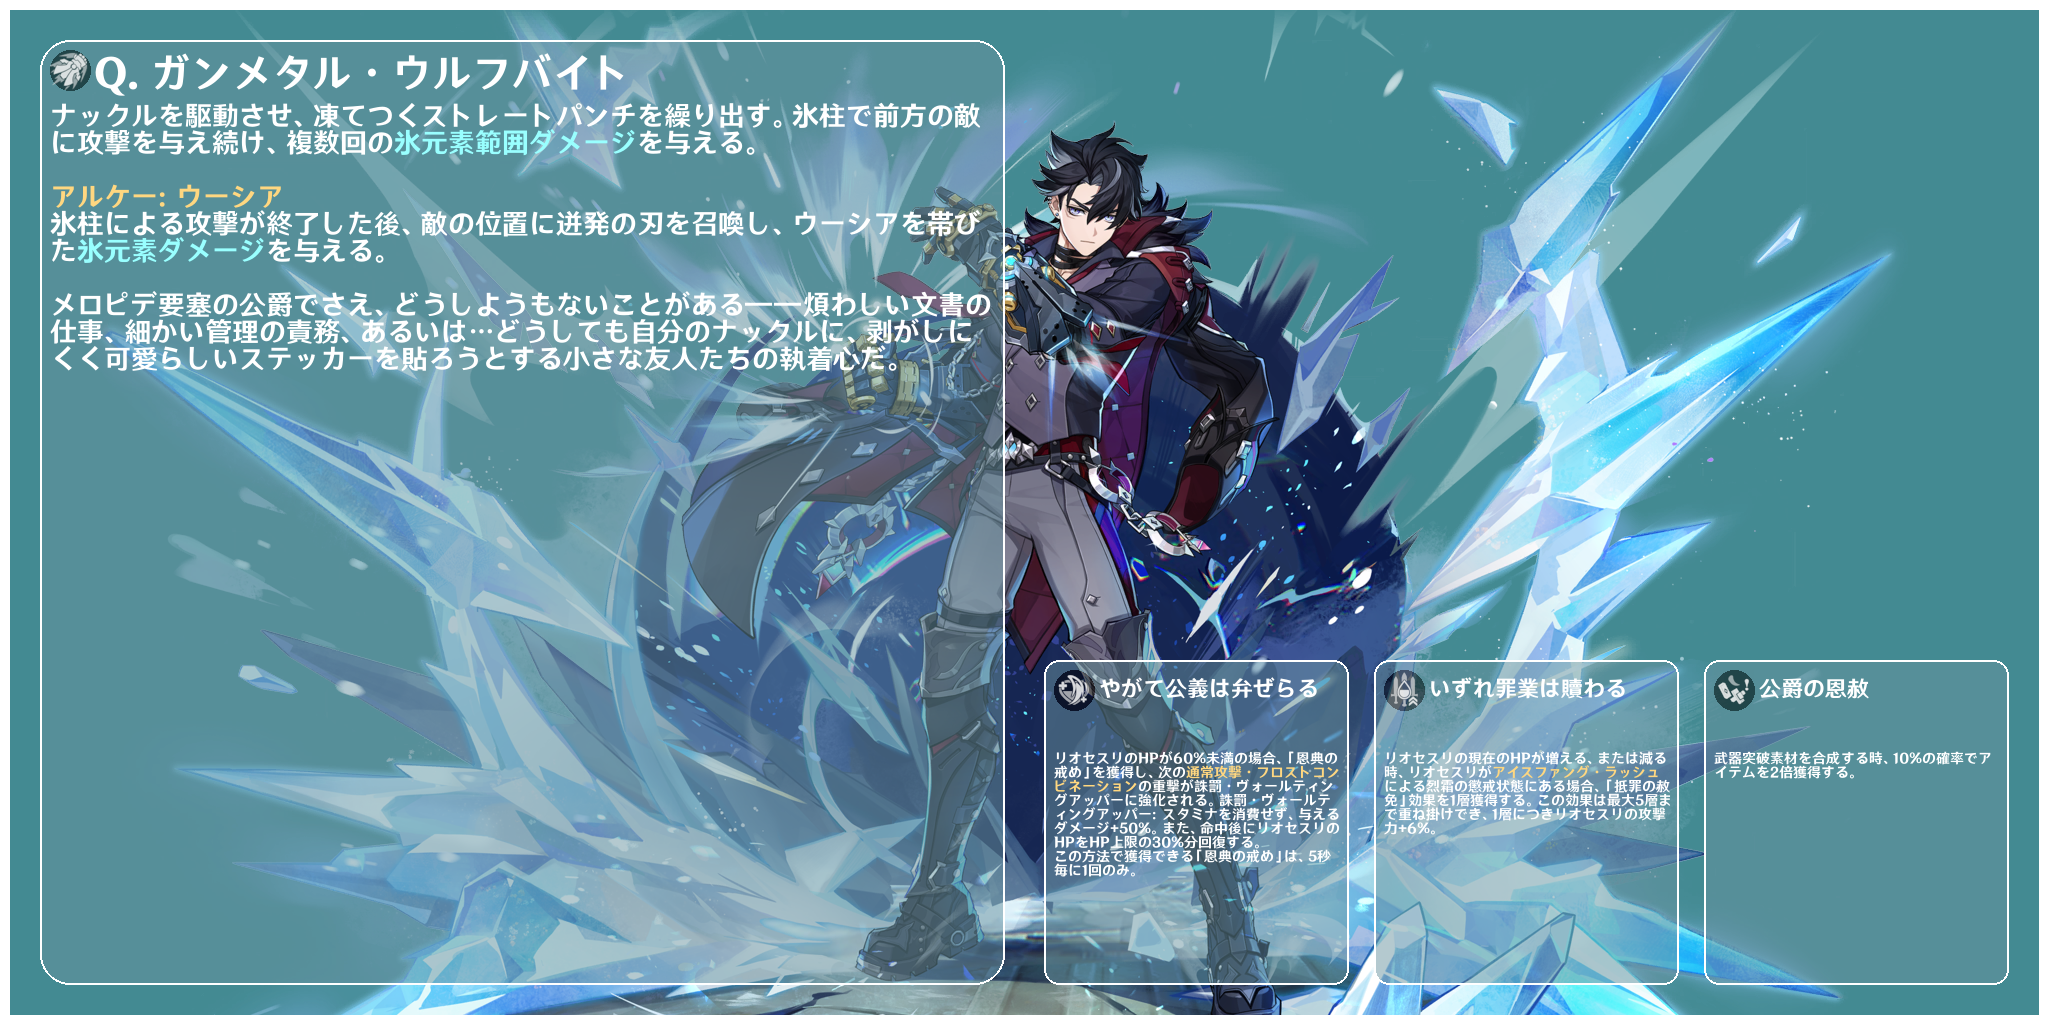 Q. ガンメタル・ウルフバイト
ナックルを駆動させ、凍てつくストレートパンチを繰り出す。氷柱で前方の敵
に攻撃を与え続け、複数回の氷元素範囲ダメージを与える。
アルケー: ウーシア
氷柱による攻撃が終了した後、敵の位置に迸発の刃を召喚し、ウーシアを帯び
た氷元素ダメージを与える。
メロピデ要塞の公爵でさえ、どうしようもないことがある——煩わしい文書の
仕事、細かい管理の責務、あるいは…どうしても自分のナックルに、剥がしに
くく可愛らしいステッカーを貼ろうとする小さな友人たちの執着心だ。
やがて公義は弁ぜらる
リオセスリのHPが60%未満の場合、「恩典の
戒め」を獲得し、次の通常攻撃・フロストコン
ビネーションの重撃が誅罰・ヴォールティン
グアッパーに強化される。誅罰・ヴォールテ
ィングアッパー: スタミナを消費せず、与える
ダメージ+50%。また、命中後にリオセスリの
HPをHP上限の30%分回復する。
この方法で獲得できる「恩典の戒め」は、5秒
毎に1回のみ。
いずれ罪業は贖わる
リオセスリの現在のHPが増える、または減る
時、リオセスリがアイスファング・ラッシュ
による烈霜の懲戒状態にある場合、「抵罪の赦
免」効果を1層獲得する。この効果は最大5層ま
で重ね掛けでき、1層につきリオセスリの攻撃
力+6%。
公爵の恩赦
武器突破素材を合成する時、10%の確率でア
イテムを2倍獲得する。